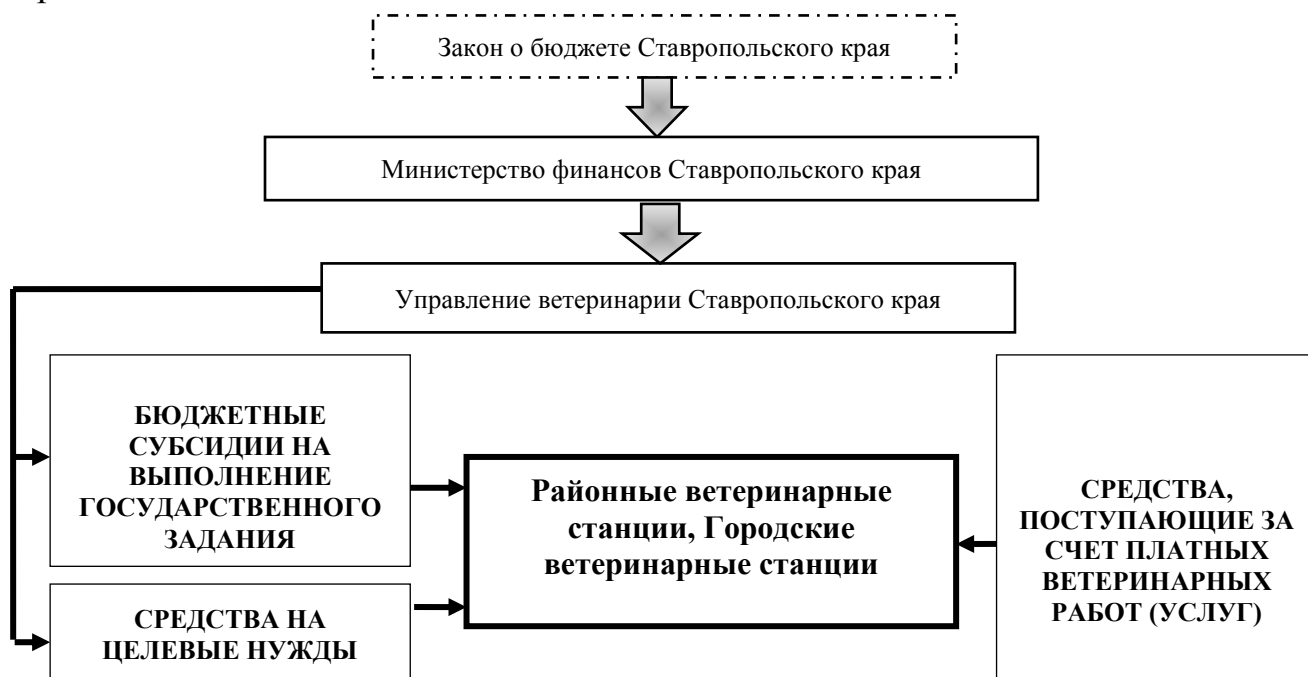 Закон о бюджете Ставропольского края
Министерство финансов Ставропольского края
Управление ветеринарии Ставропольского края
БЮДЖЕТНЫЕ
СУБСИДИИ НА
ВЫПОЛНЕНИЕ
ГОСУДАРСТВЕННОГО
ЗАДАНИЯ
СРЕДСТВА НА
ЦЕЛЕВЫЕ НУЖДЫ
Районные ветеринарные
станции, Городские
ветеринарные станции
СРЕДСТВА,
ПОСТУПАЮЩИЕ ЗА
СЧЕТ ПЛАТНЫХ
ВЕТЕРИНАРНЫХ
РАБОТ (УСЛУГ)